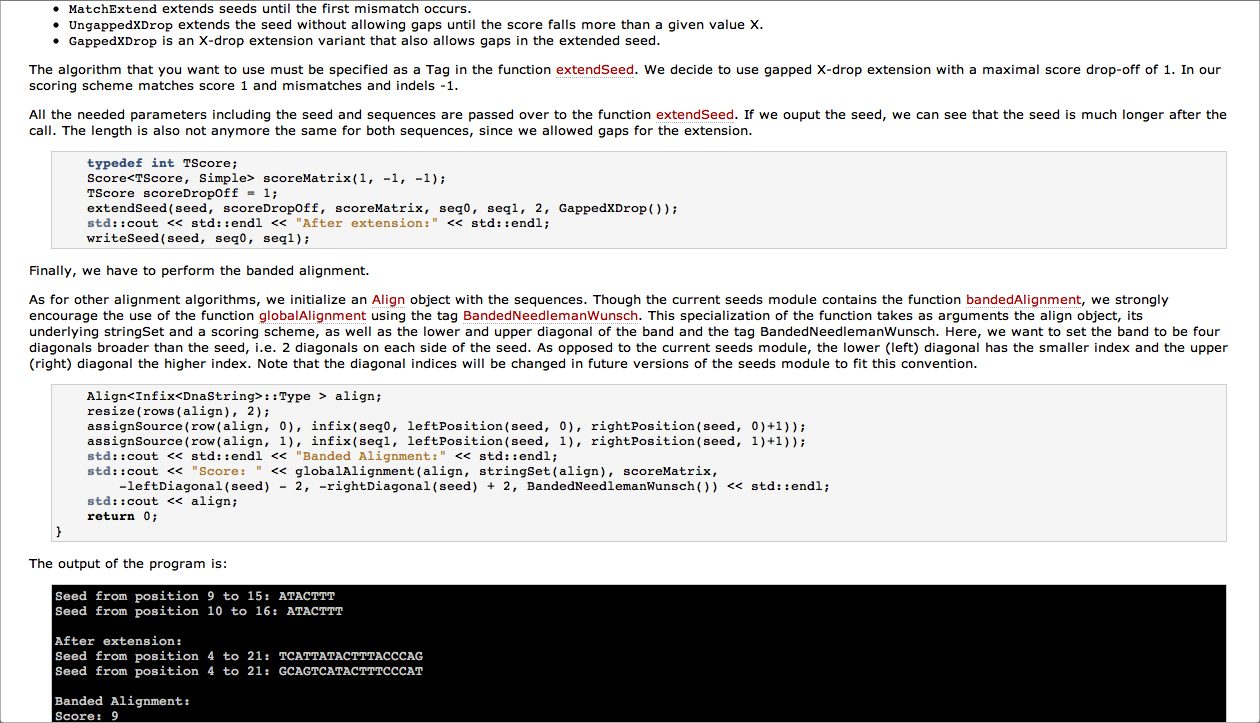 • MatchExtend extends seeds until the first mismatch occurs.
• UngappedXDrop extends the seed without allowing gaps until the score falls more than a given value X.
• GappedXDrop is an X-drop extension variant that also allows gaps in the extended seed.
The algorithm that you want to use must be specified as a Tag in the function extendSeed. We decide to use gapped X-drop extension with a maximal score drop-off of 1. In our
scoring scheme matches score 1 and mismatches and indels -1.
All the needed parameters including the seed and sequences are passed over to the function extendSeed. If we ouput the seed, we can see that the seed is much longer after the
call. The length is also not anymore the same for both sequences, since we allowed gaps for the extension.
typedef int TScore;
Score<TScore, Simple> scoreMatrix(1, -1, -1);
TScore scoreDropOff = 1;
extendSeed(seed, scoreDropOff, scoreMatrix, seq0, seq1, 2, GappedXDrop());
std::cout << std::endl << "After extension:" << std::endl;
writeSeed(seed, seq0, seq1);
Finally, we have to perform the banded alignment.
As for other alignment algorithms, we initialize an Align object with the sequences. Though the current seeds module contains the function bandedAlignment, we strongly
encourage the use of the function globalAlignment using the tag BandedNeedlemanWunsch. This specialization of the function takes as arguments the align object, its
underlying stringSet and a scoring scheme, as well as the lower and upper diagonal of the band and the tag BandedNeedlemanWunsch. Here, we want to set the band to be four
diagonals broader than the seed, i.e. 2 diagonals on each side of the seed. As opposed to the current seeds module, the lower (left) diagonal has the smaller index and the upper
(right) diagonal the higher index. Note that the diagonal indices will be changed in future versions of the seeds module to fit this convention.
Align<Infix<DnaString>::Type > align;
resize(rows(align), 2);
assignSource(row(align, 0), infix(seq0, leftPosition(seed, 0), rightPosition(seed, 0)+1));
assignSource(row(align, 1), infix(seq1, leftPosition(seed, 1), rightPosition(seed, 1)+1));
std::cout << std::endl << "Banded Alignment:" << std::endl;
std::cout << "Score: " << globalAlignment(align, stringSet(align), scoreMatrix,
-leftDiagonal(seed) - 2, -rightDiagonal(seed) + 2, BandedNeedlemanWunsch()) << std::endl;
std::cout << align;
return 0;
}
The output of the program is:
Seed from position 9 to 15: ATACTTT
Seed from position 10 to 16: ATACTTT
After extension:
Seed from position 4 to 21: TCATTATACTTTACCCAG
Seed from position 4 to 21: GCAGTCATACTTTCCCAT
Banded Alignment:
Score: 9